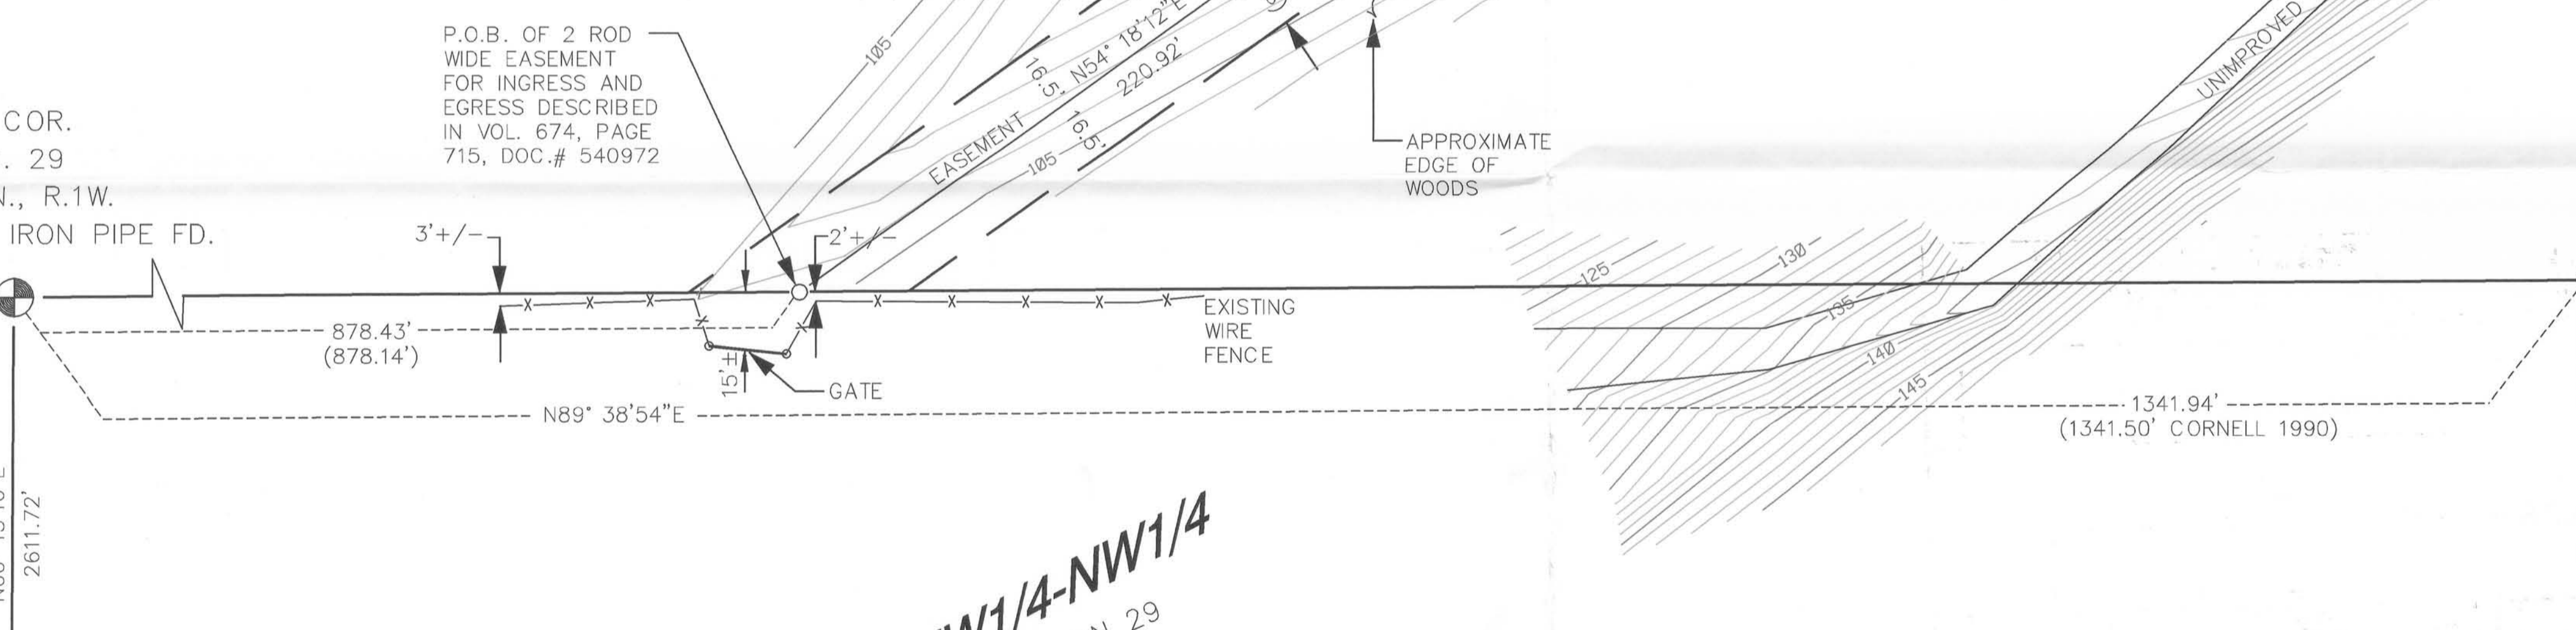 P.O.B. OF 2 ROD
WIDE EASEMENT
FOR INGRESS AND
EGRESS DESCRIBED
IN VOL. 674, PAGE
715, DOC.# 540972
COR.
29
R.1W.
IRON PIPE FD.
105
16.5'
N54° 18'12"E
220.92'
EASEMENT
16.5'
105
APPROXIMATE
EDGE OF
WOODS
UNIMPROVED
3'+/-
2'+/-
125
130
135
140
145
EXISTING
WIRE
FENCE
878.43'
(878.14')
15'±
GATE
N89° 38'54"E
1341.94'
(1341.50' CORNELL 1990)
2611.72'
W1/4-NW1/4
29